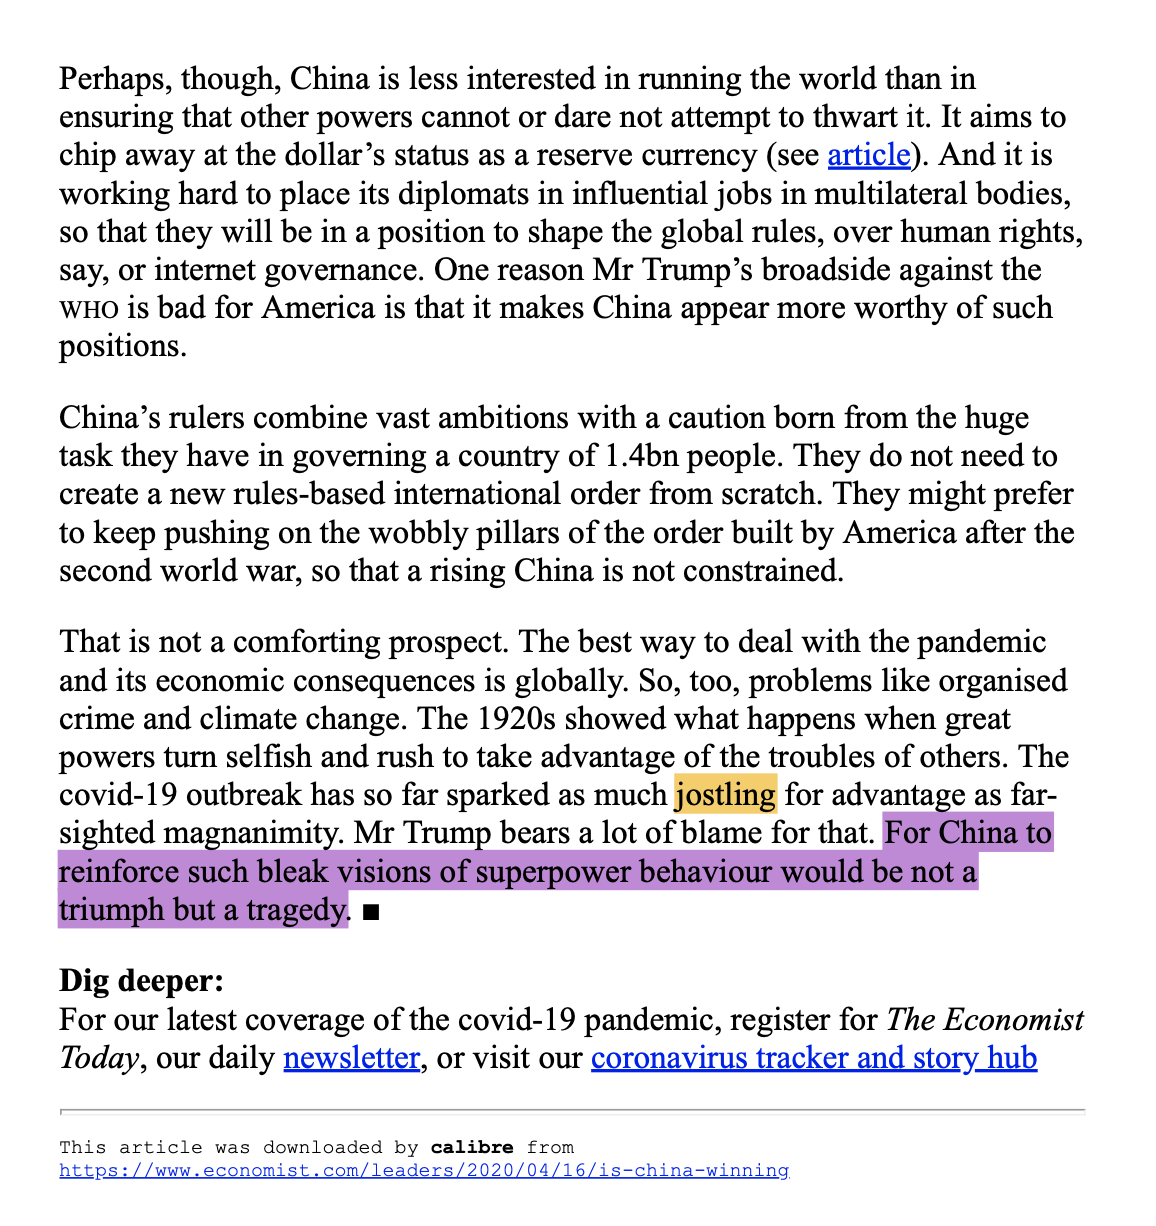 Perhaps, though, China is less interested in running the world than in
ensuring that other powers cannot or dare not attempt to thwart it. It aims to
chip away at the dollar’s status as a reserve currency (see article). And it is
working hard to place its diplomats in influential jobs in multilateral bodies,
so that they will be in a position to shape the global rules, over human rights,
say, or internet governance. One reason Mr Trump’s broadside against the
WHO is bad for America is that it makes China appear more worthy of such
positions.
China’s rulers combine vast ambitions with a caution born from the huge
task they have in governing a country of 1.4bn people. They do not need to
create a new rules-based international order from scratch. They might prefer
to keep pushing on the wobbly pillars of the order built by America after the
second world war, so that a rising China is not constrained.
That is not a comforting prospect. The best way to deal with the pandemic
and its economic consequences is globally. So, too, problems like organised
crime and climate change. The 1920s showed what happens when great
powers turn selfish and rush to take advantage of the troubles of others. The
covid-19 outbreak has so far sparked as much jostling for advantage as far-
sighted magnanimity. Mr Trump bears a lot of blame for that. For China to
reinforce such bleak visions of superpower behaviour would be not a
triumph but a tragedy. ■
Dig deeper:
For our latest coverage of the covid-19 pandemic, register for The Economist
Today, our daily newsletter, or visit our coronavirus tracker and story hub
This article was downloaded by calibre from
https://www.economist.com/leaders/2020/04/16/is-china-winning